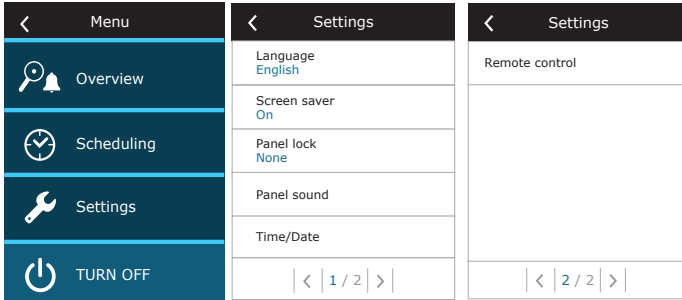 Menu
Overview
Scheduling
Settings
TURN OFF
Settings
Language
English
Screen saver
On
Panel lock
None
Panel sound
Time/Date
1 / 2
Settings
Remote control
2 / 2